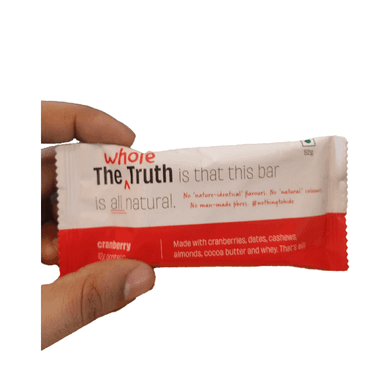 whole
The Truth is that this bar
is all natural.
No 'nature-identical' flavours. No 'natural' colours.
No man-made fibres. #nothingtohide
cranberry
Made with cranberries, dates, cashews,
almonds, cocoa butter and whey. That's all!